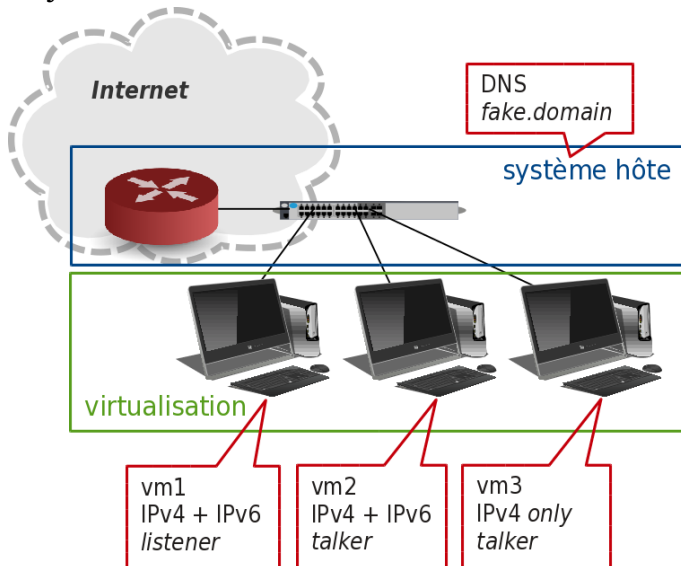 Internet
DNS
fake.domain
système hôte
virtualisation
vm1
IPv4 + IPv6
listener
vm2
IPv4 + IPv6
talker
vm3
IPv4 only
talker